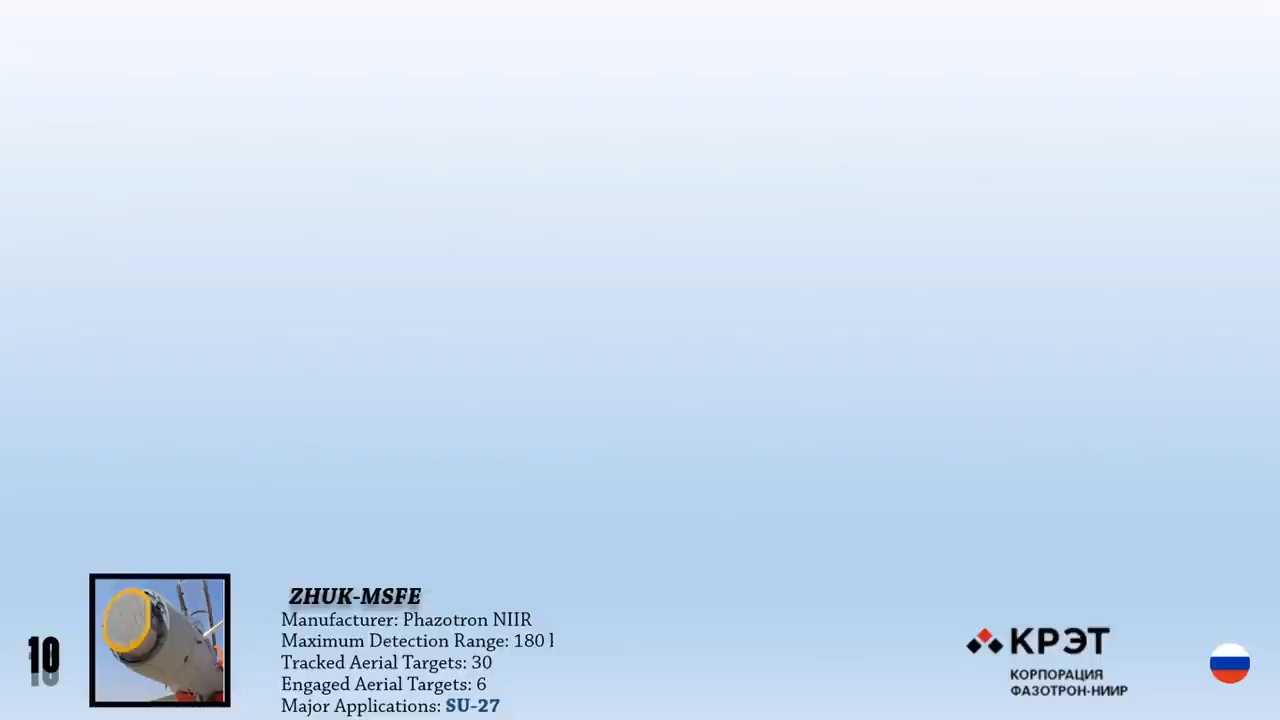 10
ZHUK-MSFE
Manufacturer: Phazotron NIIR
Maximum Detection Range: 180
Tracked Aerial Targets: 30
Engaged Aerial Targets: 6
Major Applications: SU-27
КРЭТ
КОРПОРАЦИЯ
ФАЗОТРОН-НИИР